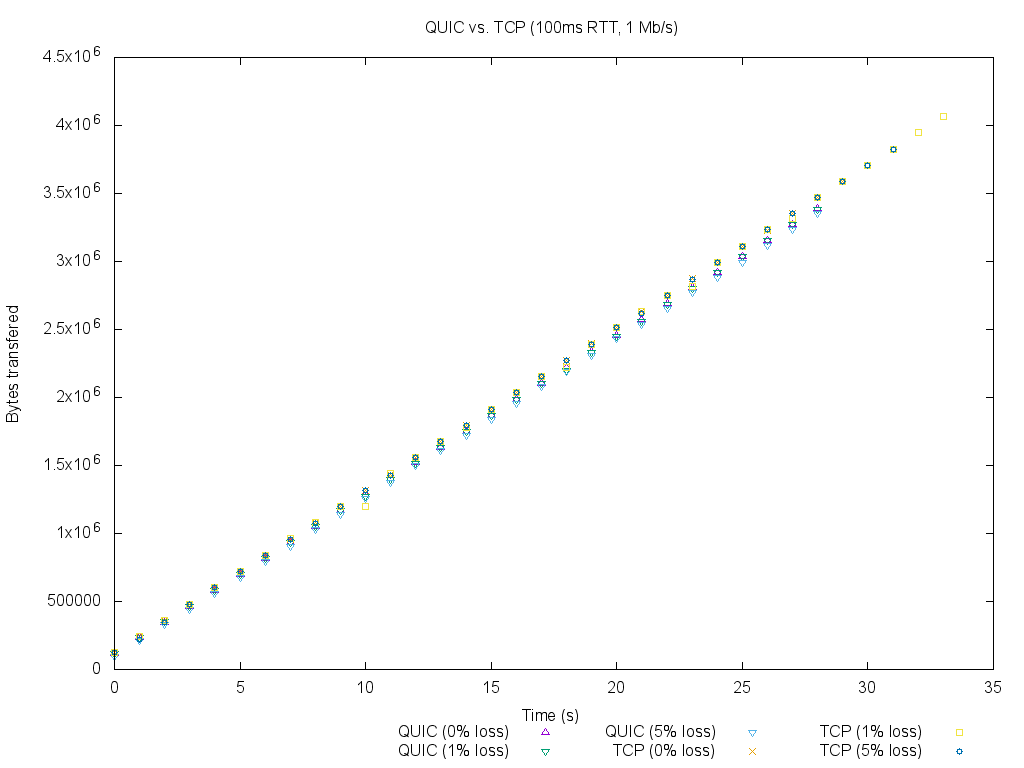 QUIC vs. TCP (100ms RTT, 1 Mb/s)
4.5x10^6
4x10^6
3.5x10^6
3x10^6
2.5x10^6
2x10^6
1.5x10^6
1x10^6
500000
0
Bytes transfered
0 5 10 15 20 25 30 35
Time (s)
QUIC (0% loss) QUIC (5% loss) TCP (1% loss)
QUIC (1% loss) TCP (0% loss) TCP (5% loss)